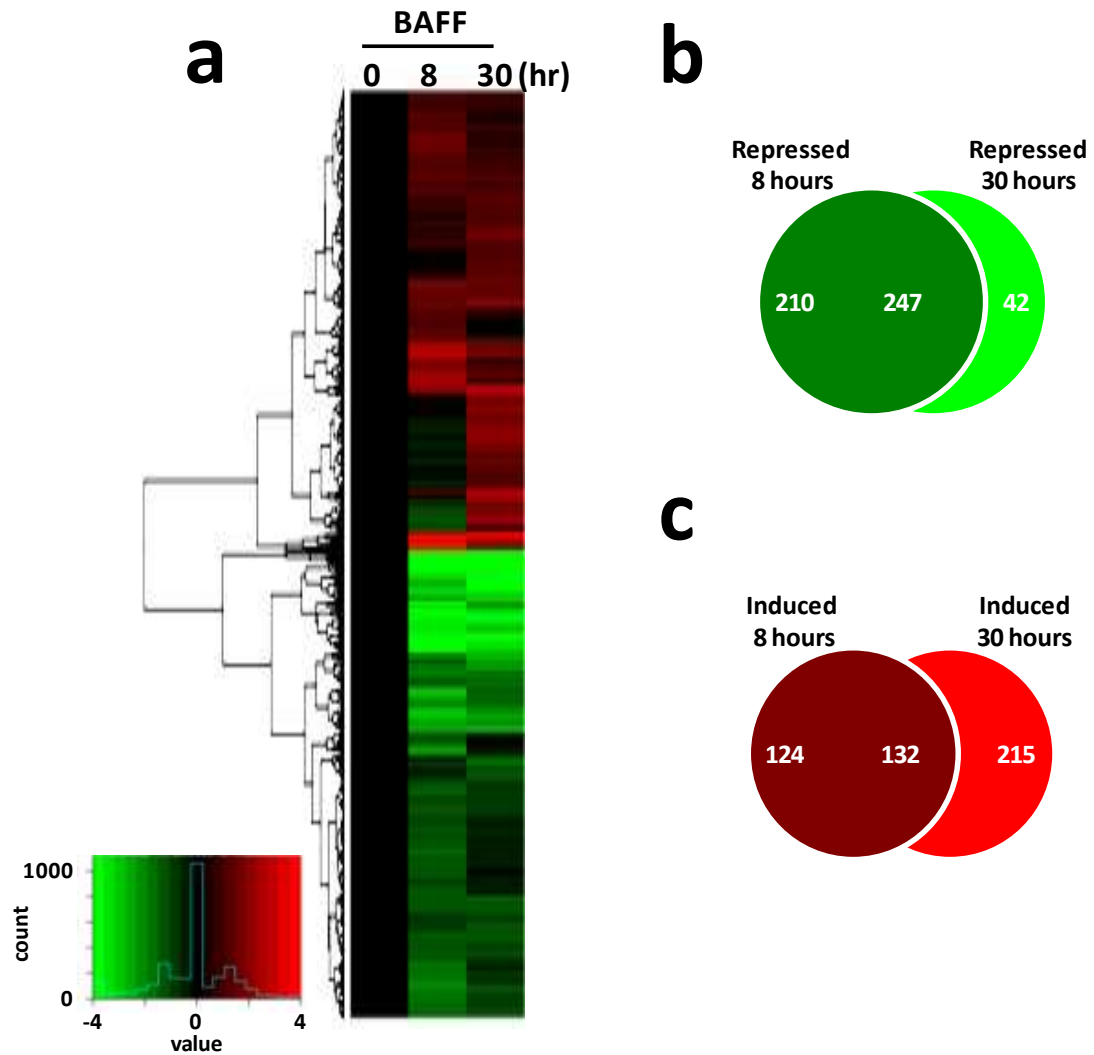 a
BAFF
0 8 30 (hr)
1000
0
count
-4 0 4
value
b
Repressed
8 hours
Repressed
30 hours
210 247 42
c
Induced
8 hours
Induced
30 hours
124 132 215